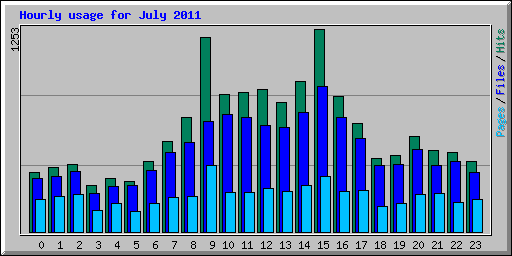 Hourly usage for July 2011
1253
Pages/Files/Hits
0 1 2 3 4 5 6 7 8 9 10 11 12 13 14 15 16 17 18 19 20 21 22 23